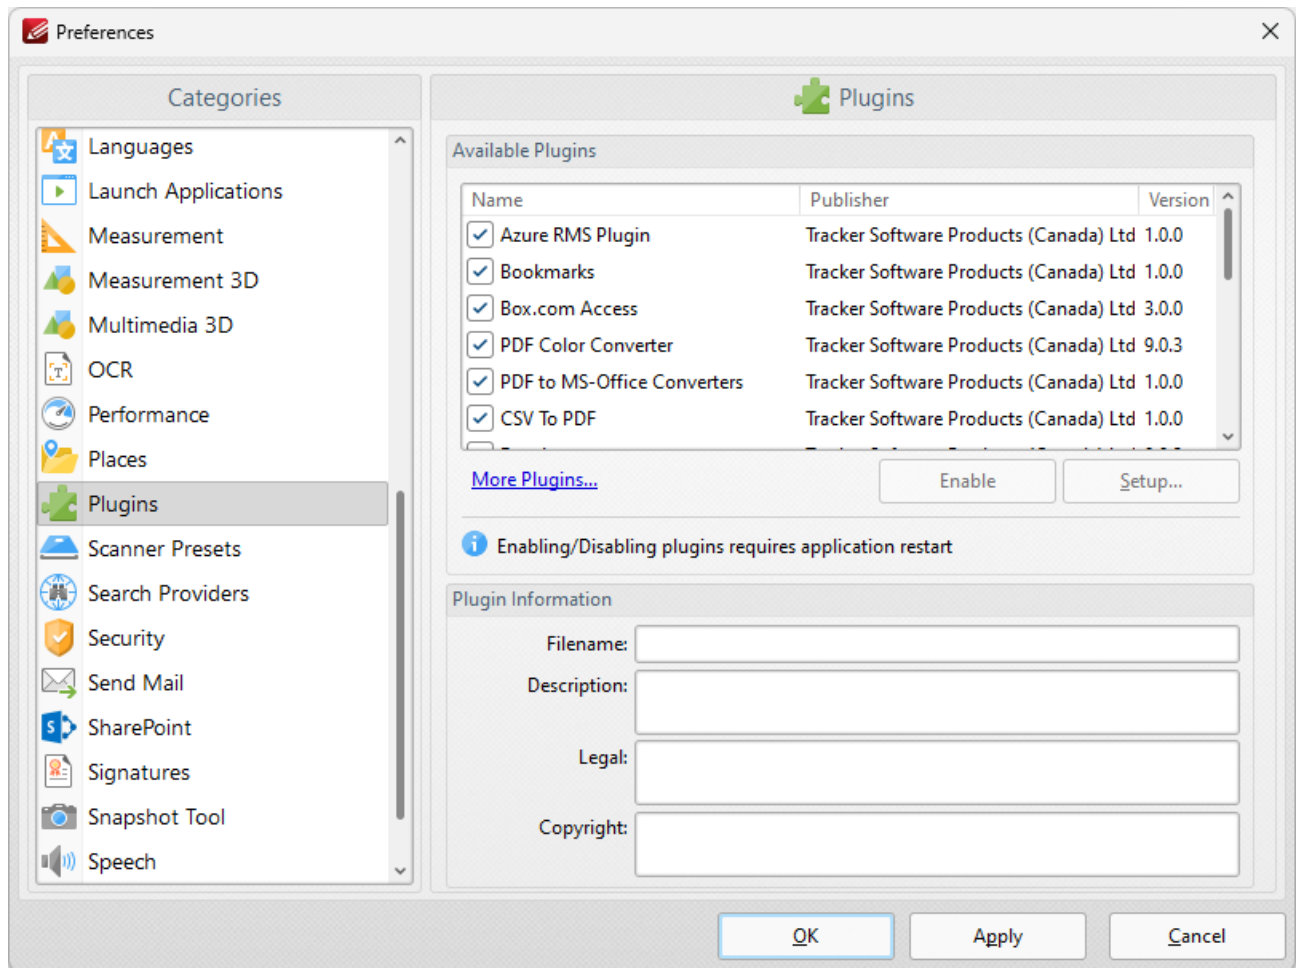 Preferences
Categories
Languages
Launch Applications
Measurement
Measurement 3D
Multimedia 3D
OCR
Performance
Places
Plugins
Scanner Presets
Search Providers
Security
Send Mail
SharePoint
Signatures
Snapshot Tool
Speech
Plugins
Available Plugins
Name Publisher Version
Azure RMS Plugin Tracker Software Products (Canada) Ltd 1.0.0
Bookmarks Tracker Software Products (Canada) Ltd 1.0.0
Box.com Access Tracker Software Products (Canada) Ltd 3.0.0
PDF Color Converter Tracker Software Products (Canada) Ltd 9.0.3
PDF to MS-Office Converters Tracker Software Products (Canada) Ltd 1.0.0
CSV To PDF Tracker Software Products (Canada) Ltd 1.0.0
More Plugins... Enable Setup...
Enabling/Disabling plugins requires application restart
Plugin Information
Filename:
Description:
Legal:
Copyright:
OK Apply Cancel